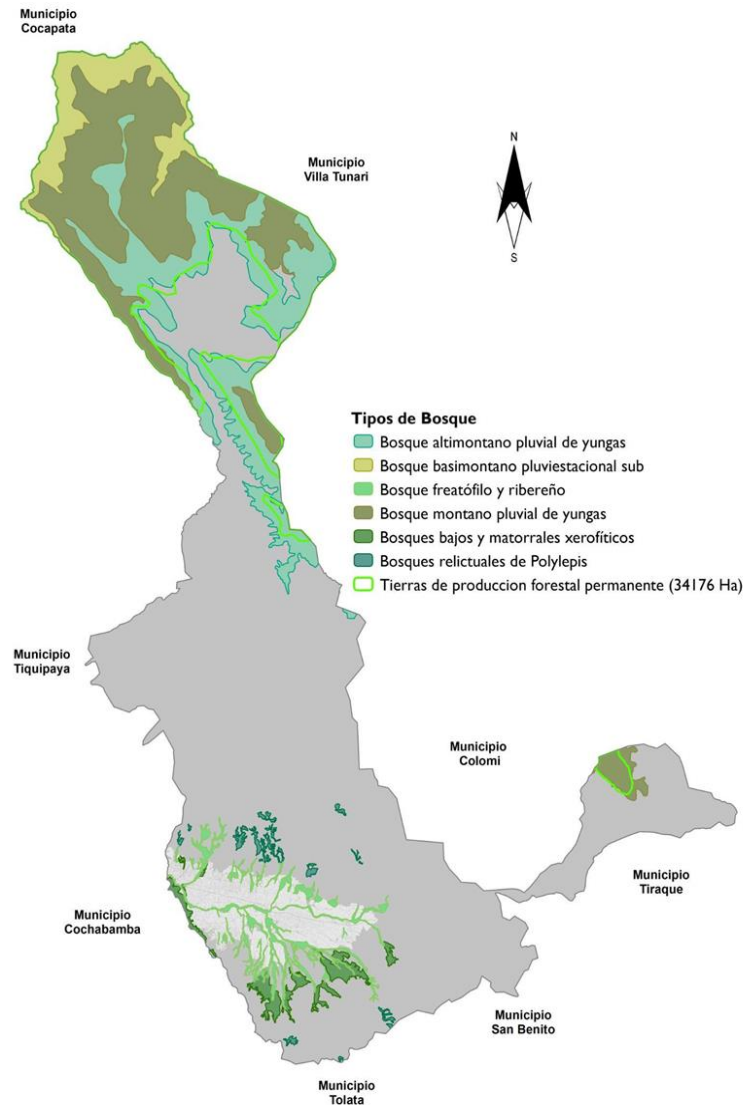 Municipio
Cocapata
N
Municipio
Villa Tunari
S
Tipos de Bosque
Bosque altimontano pluvial de yungas
Bosque basimontano pluviestacional sub
Bosque freatófilo y ribereño
Bosque montano pluvial de yungas
Bosques bajos y matorrales xerofíticos
Bosques relictuales de Polylepis
Tierras de produccion forestal permanente (34176 Ha)
Municipio
Tiquipaya
Municipio
Colomi
Municipio
Tiraque
Municipio
Cochabamba
Municipio
San Benito
Municipio
Tolata